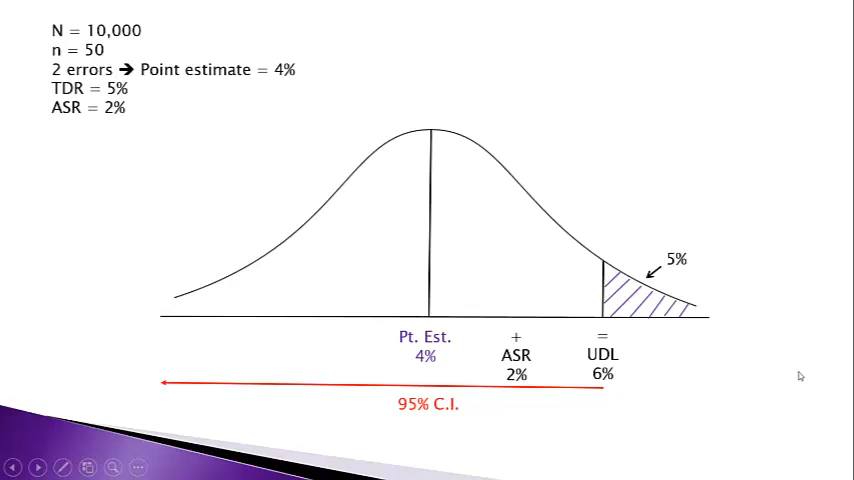 N = 10,000
n = 50
2 errors ➔ Point estimate = 4%
TDR = 5%
ASR = 2%
5%
Pt. Est. + =
4% ASR UDL
2% 6%
95% C.I.